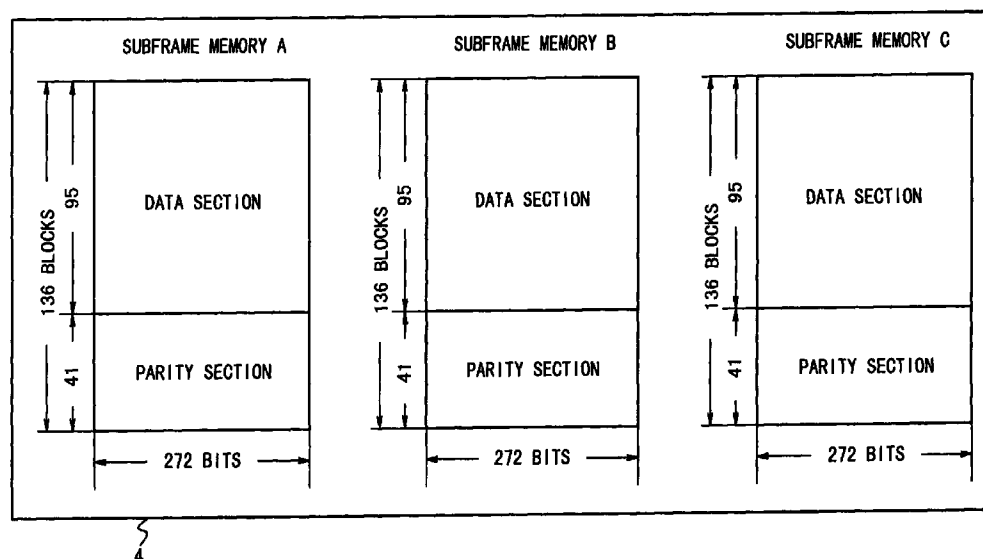 SUBFRAME MEMORY A
136 BLOCKS
95
DATA SECTION
41
PARITY SECTION
272 BITS
SUBFRAME MEMORY B
136 BLOCKS
95
DATA SECTION
41
PARITY SECTION
272 BITS
SUBFRAME MEMORY C
136 BLOCKS
95
DATA SECTION
41
PARITY SECTION
272 BITS
4